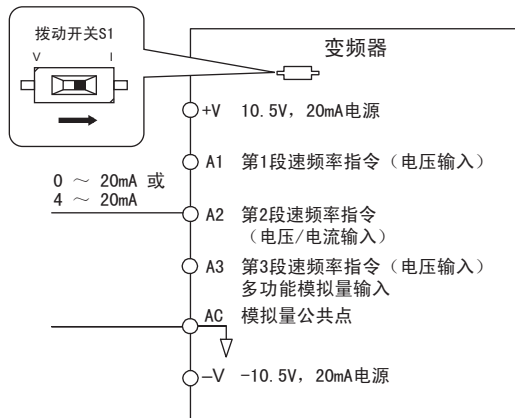 拨动开关S1
V I
变频器
+V 10.5V，20mA电源
A1 第1段速频率指令（电压输入）
0 ～ 20mA 或
4 ～ 20mA
A2 第2段速频率指令
（电压/电流输入）
A3 第3段速频率指令（电压输入）
多功能模拟量输入
AC 模拟量公共点
−V −10.5V，20mA电源